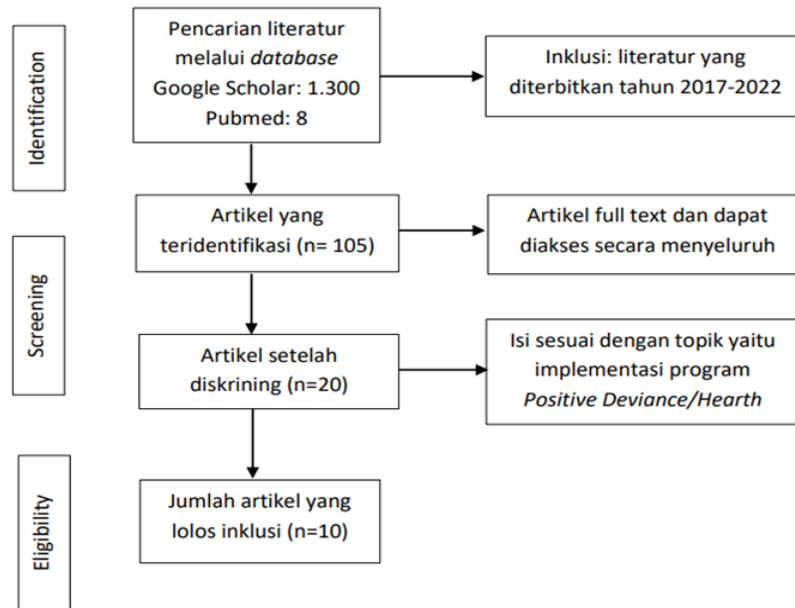 Identification
Pencarian literatur
melalui database
Google Scholar: 1.300
Pubmed: 8
Inklusi: literatur yang
diterbitkan tahun 2017-2022
Artikel yang
teridentifikasi (n= 105)
Artikel full text dan dapat
diakses secara menyeluruh
Screening
Artikel setelah
diskrining (n=20)
Isi sesuai dengan topik yaitu
implementasi program
Positive Deviance/Hearth
Eligibility
Jumlah artikel yang
lolos inklusi (n=10)